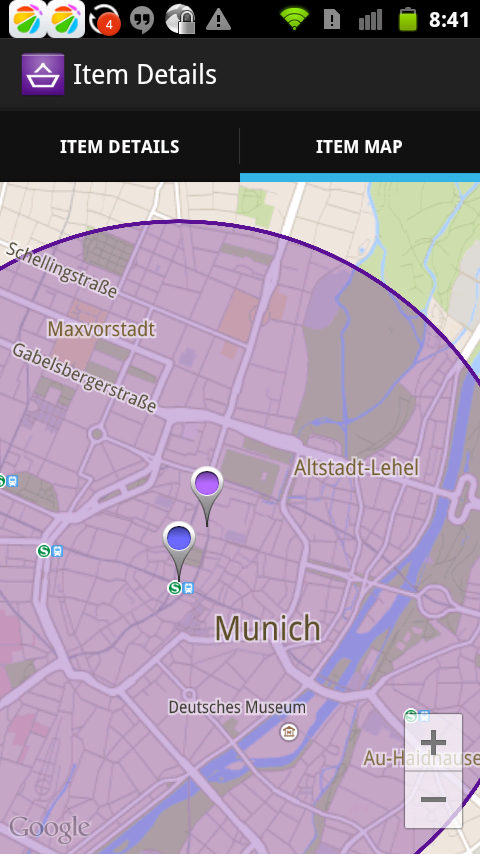 4
8:41
Item Details
ITEM DETAILS
ITEM MAP
Schellingstraße
Maxvorstadt
Gabelsbergerstraße
Altstadt-Lehel
S
S
S
Munich
Deutsches Museum
S
Au-Haidhause
+
−
Google